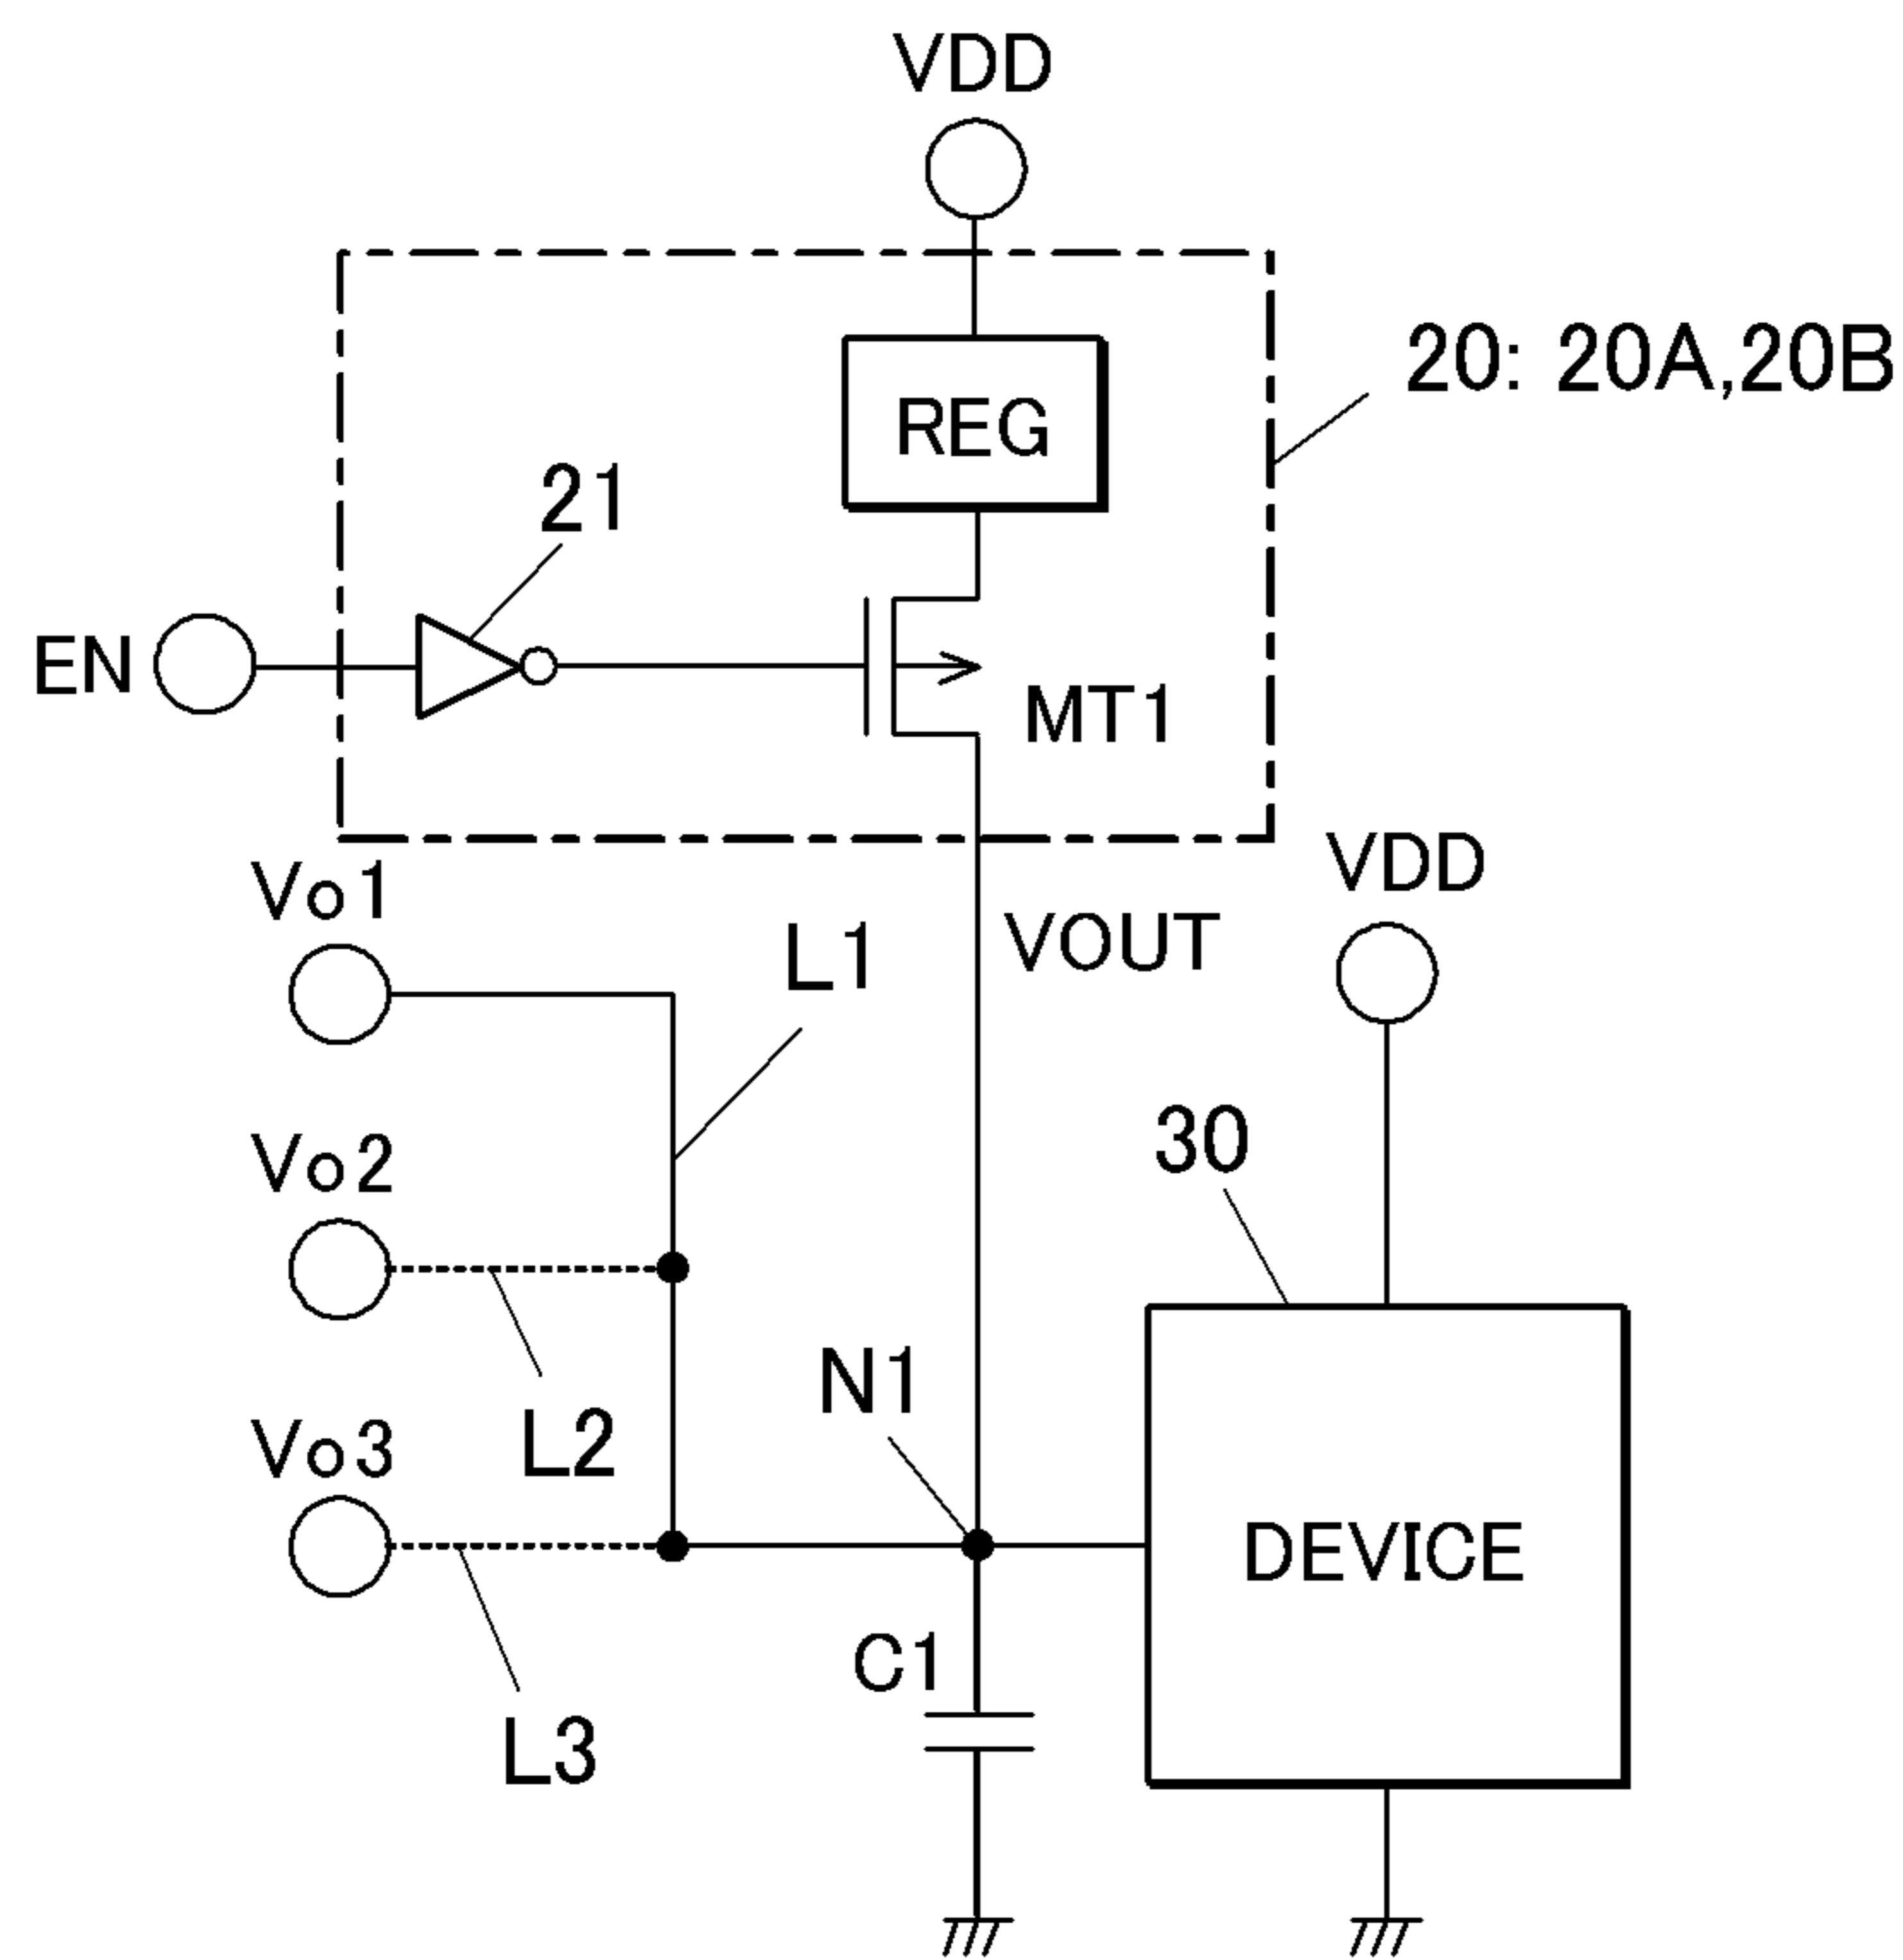 VDD
20: 20A,20B
REG
21
EN
MT1
VDD
Vo1
VOUT
L1
30
Vo2
N1
L2
Vo3
DEVICE
C1
L3